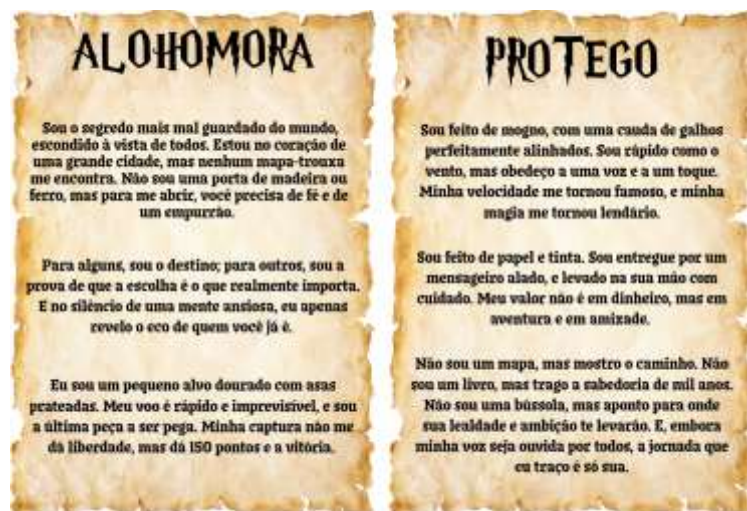 ALOHOMORA
Sou o segredo mais mal guardado do mundo,
escondido à vista de todos. Estou no coração de
uma grande cidade, mas nenhum mapa-trouxa
me encontra. Não sou uma porta de madeira ou
ferro, mas para me abrir, você precisa de fé e de
um empurrão.
Para alguns, sou o destino; para outros, sou a
prova de que a escolha é o que realmente importa.
E no silêncio de uma mente ansiosa, eu apenas
revelo o eco de quem você já é.
Eu sou um pequeno alvo dourado com asas
prateadas. Meu voo é rápido e imprevisível, e sou
a última peça a ser pega. Minha captura não me
dá liberdade, mas dá 150 pontos e a vitória.
PROTEGO
Sou feito de mogno, com uma cauda de galhos
perfeitamente alinhados. Sou rápido como o
vento, mas obedeço a uma voz e a um toque.
Minha velocidade me tornou famoso, e minha
magia me tornou lendário.
Sou feito de papel e tinta. Sou entregue por um
mensageiro alado, e levado na sua mão com
cuidado. Meu valor não é em dinheiro, mas em
aventura e em amizade.
Não sou um mapa, mas mostro o caminho. Não
sou um livro, mas trago a sabedoria de mil anos.
Não sou uma bússola, mas aponto para onde
sua lealdade e ambição te levarão. E, embora
minha voz seja ouvida por todos, a jornada que
eu traço é só sua.